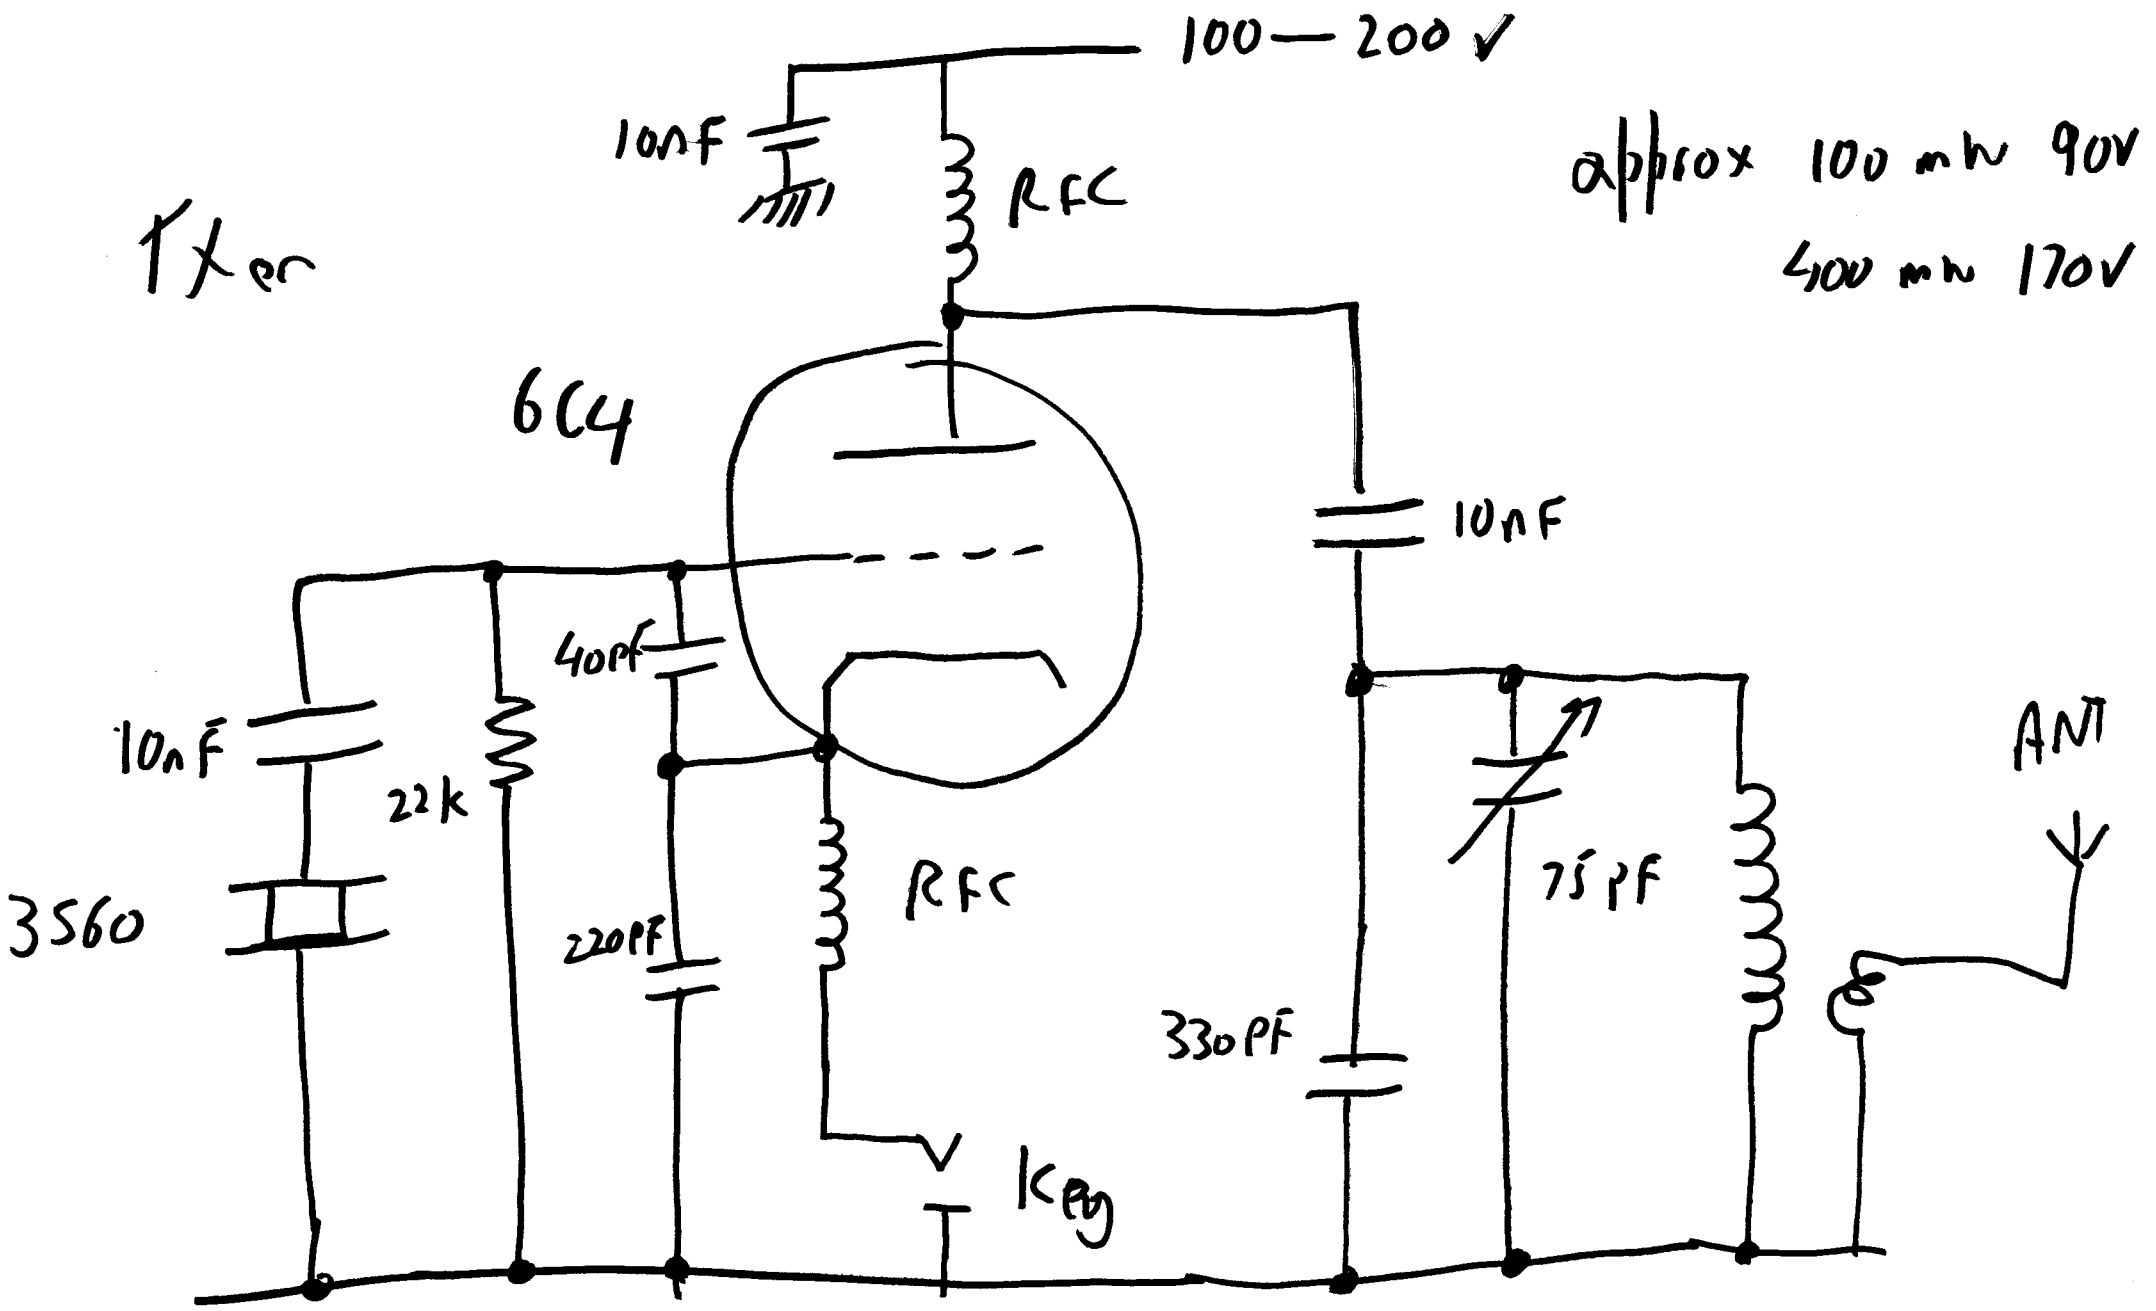 100 — 200 V
10nF
RFC
approx 100 mw 90V
400 mw 170V
TXer
6C4
10nF
40PF
10nF
22k
75pF
ANT
RFC
3560
220PF
330PF
Key